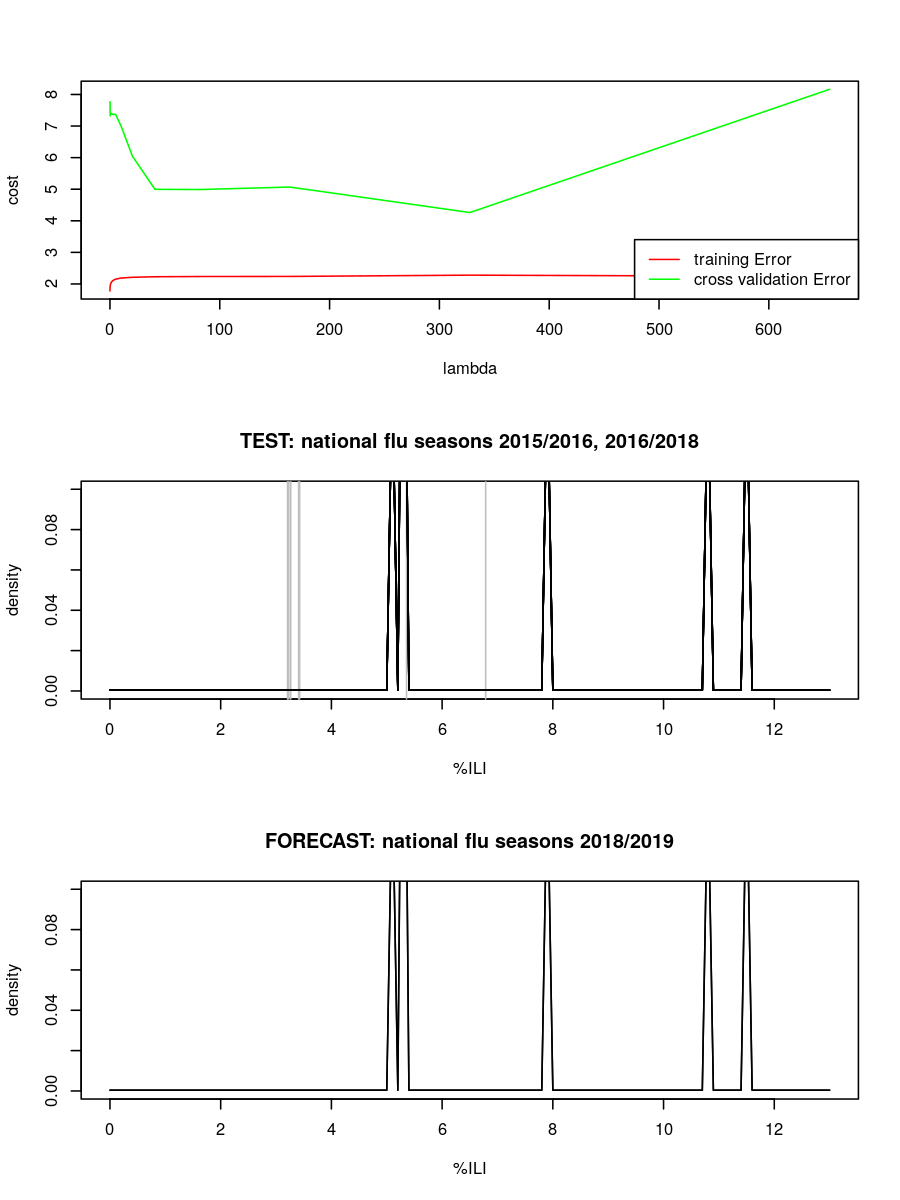 cost
8
7
6
5
4
3
2
training Error
cross validation Error
0 100 200 300 400 500 600
lambda
TEST: national flu seasons 2015/2016, 2016/2018
density
0.08
0.04
0.00
0 2 4 6 8 10 12
%ILI
FORECAST: national flu seasons 2018/2019
density
0.08
0.04
0.00
0 2 4 6 8 10 12
%ILI